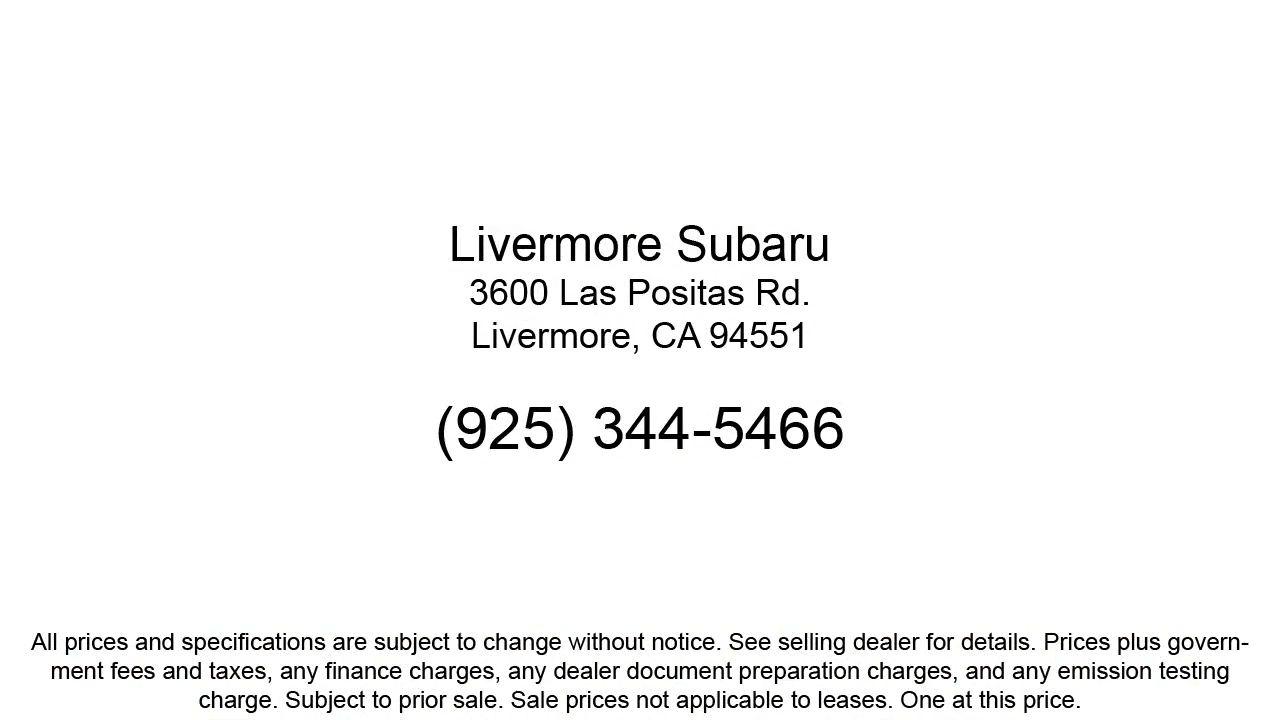 Livermore Subaru
3600 Las Positas Rd.
Livermore, CA 94551
(925) 344-5466
All prices and specifications are subject to change without notice. See selling dealer for details. Prices plus govern-
ment fees and taxes, any finance charges, any dealer document preparation charges, and any emission testing
charge. Subject to prior sale. Sale prices not applicable to leases. One at this price.